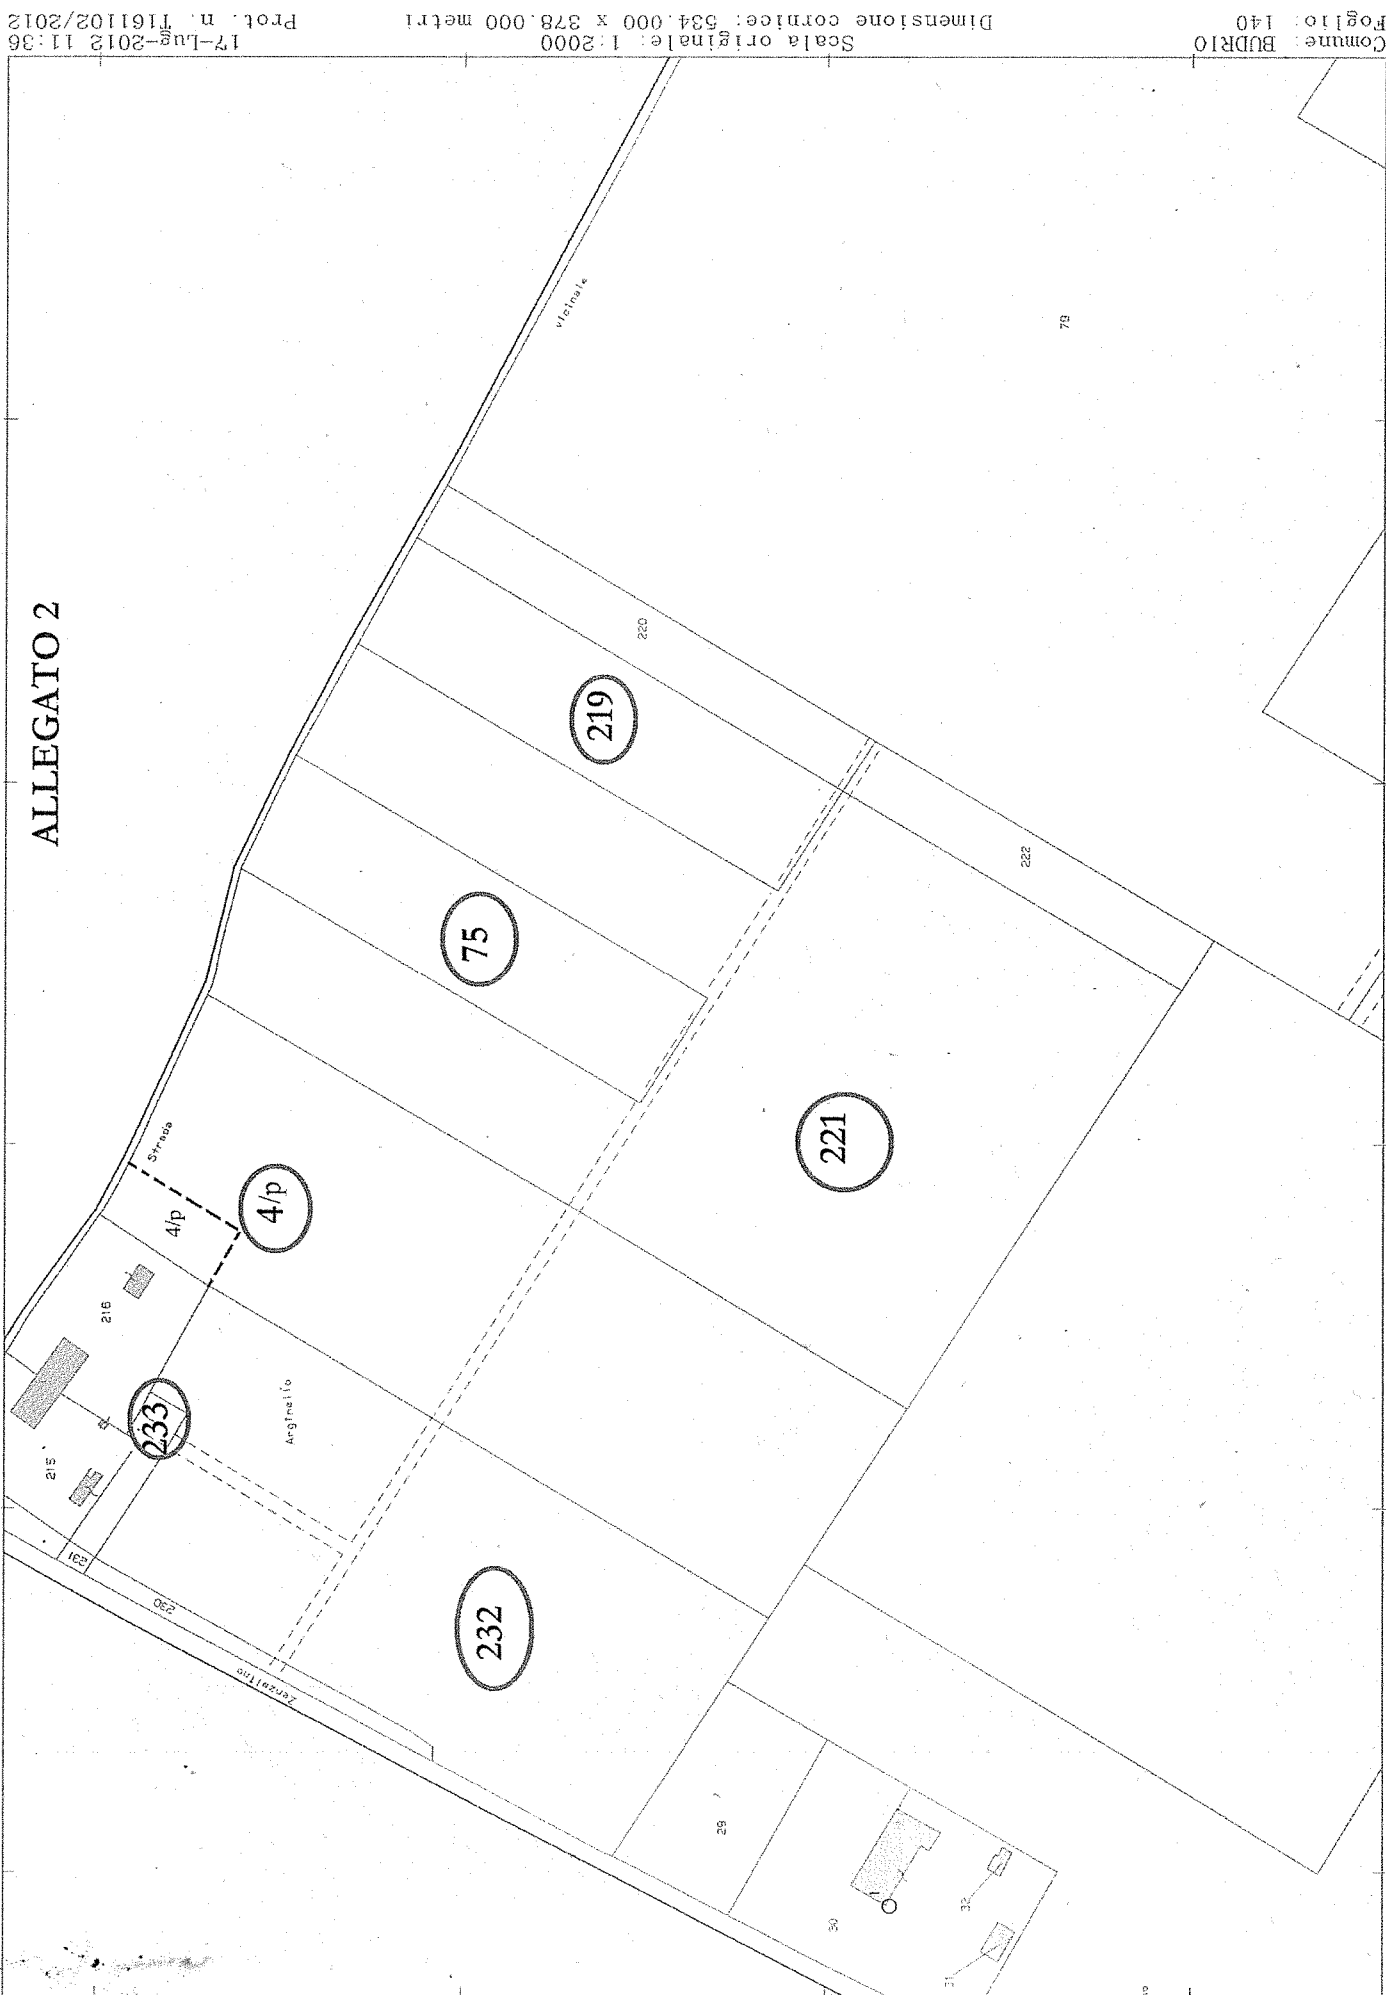 Comune: BUDRIO
Foglio: 140
Scala originale: 1:2000
Dimensione cornice: 534.000 x 378.000 metri
17-Lug-2012 11:36
Prot. n. T161102/2012
ALLEGATO 2
vicinale
79
220
219
222
75
221
Strada
4/p
4/p
216
233
Arginello
215
231
230
Zenzalino
232
29
30
32
31